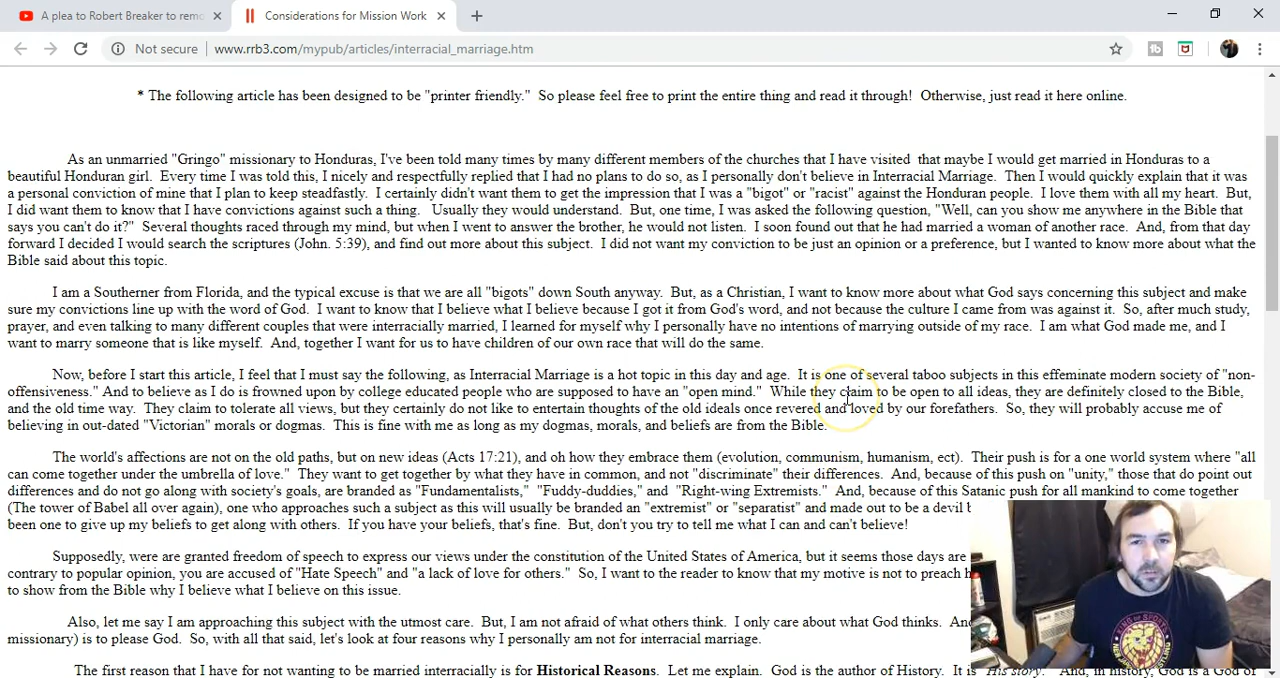 A plea to Robert Breaker to remo
Considerations for Mission Work
Not secure
www.rrb3.com/mypub/articles/interracial_marriage.htm
* The following article has been designed to be "printer friendly." So please feel free to print the entire thing and read it through! Otherwise, just read it here online.
As an unmarried "Gringo" missionary to Honduras, I've been told many times by many different members of the churches that I have visited that maybe I would get married in Honduras to a
beautiful Honduran girl. Every time I was told this, I nicely and respectfully replied that I had no plans to do so, as I personally don't believe in Interracial Marriage. Then I would quickly explain that it was
a personal conviction of mine that I plan to keep steadfastly. I certainly didn't want them to get the impression that I was a "bigot" or "racist" against the Honduran people. I love them with all my heart. But,
I did want them to know that I have convictions against such a thing. Usually they would understand. But, one time, I was asked the following question, "Well, can you show me anywhere in the Bible that
says you can't do it?" Several thoughts raced through my mind, but when I went to answer the brother, he would not listen. I soon found out that he had married a woman of another race. And, from that day
forward I decided I would search the scriptures (John. 5:39), and find out more about this subject. I did not want my conviction to be just an opinion or a preference, but I wanted to know more about what the
Bible said about this topic.
I am a Southerner from Florida, and the typical excuse is that we are all "bigots" down South anyway. But, as a Christian, I want to know more about what God says concerning this subject and make
sure my convictions line up with the word of God. I want to know that I believe what I believe because I got it from God's word, and not because the culture I came from was against it. So, after much study,
prayer, and even talking to many different couples that were interracially married, I learned for myself why I personally have no intentions of marrying outside of my race. I am what God made me, and I
want to marry someone that is like myself. And, together I want for us to have children of our own race that will do the same.
Now, before I start this article, I feel that I must say the following, as Interracial Marriage is a hot topic in this day and age. It is one of several taboo subjects in this effeminate modern society of "non-
offensiveness." And to believe as I do is frowned upon by college educated people who are supposed to have an "open mind." While they claim to be open to all ideas, they are definitely closed to the Bible,
and the old time way. They claim to tolerate all views, but they certainly do not like to entertain thoughts of the old ideals once revered and loved by our forefathers. So, they will probably accuse me of
believing in out-dated "Victorian" morals or dogmas. This is fine with me as long as my dogmas, morals, and beliefs are from the Bible.
The world's affections are not on the old paths, but on new ideas (Acts 17:21), and oh how they embrace them (evolution, communism, humanism, ect). Their push is for a one world system where "all
can come together under the umbrella of love." They want to get together by what they have in common, and not "discriminate" their differences. And, because of this push on "unity," those that do point out
differences and do not go along with society's goals, are branded as "Fundamentalists," "Fuddy-duddies," and "Right-wing Extremists." And, because of this Satanic push for all mankind to come together
(The tower of Babel all over again), one who approaches such a subject as this will usually be branded an "extremist" or "separatist" and made out to be a devil b
been one to give up my beliefs to get along with others. If you have your beliefs, that's fine. But, don't you try to tell me what I can and can't believe!
Supposedly, were are granted freedom of speech to express our views under the constitution of the United States of America, but it seems those days are
contrary to popular opinion, you are accused of "Hate Speech" and "a lack of love for others." So, I want to the reader to know that my motive is not to preach h
to show from the Bible why I believe what I believe on this issue.
Also, let me say I am approaching this subject with the utmost care. But, I am not afraid of what others think. I only care about what God thinks. And
missionary) is to please God. So, with all that said, let's look at four reasons why I personally am not for interracial marriage.
The first reason that I have for not wanting to be married interracially is for Historical Reasons. Let me explain. God is the author of History. It is "His story." And, in history, God is a God of